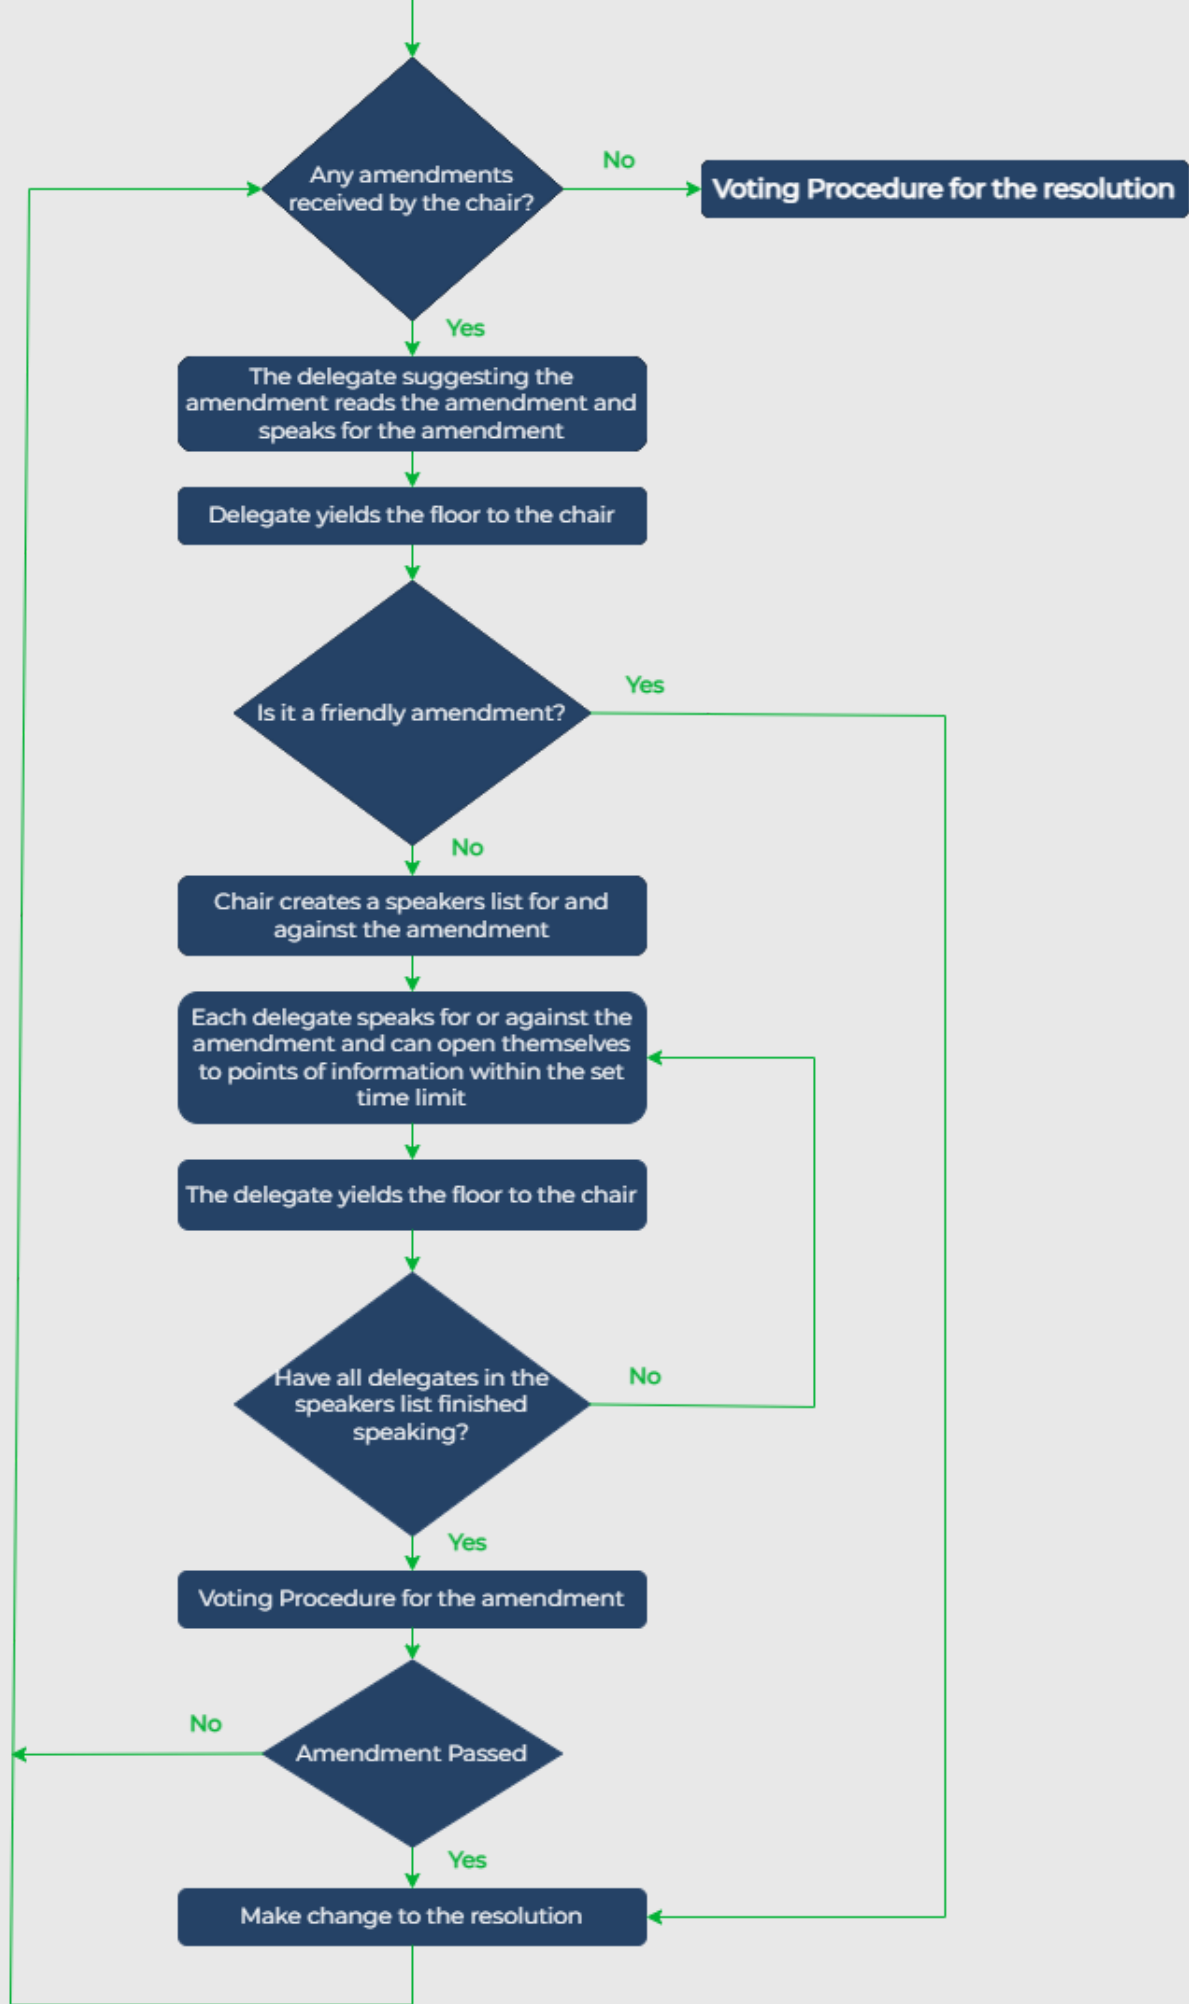 Any amendments
received by the chair?
No
Voting Procedure for the resolution
Yes
The delegate suggesting the
amendment reads the amendment and
speaks for the amendment
Delegate yields the floor to the chair
Is it a friendly amendment?
Yes
No
Chair creates a speakers list for and
against the amendment
Each delegate speaks for or against the
amendment and can open themselves
to points of information within the set
time limit
The delegate yields the floor to the chair
Have all delegates in the
speakers list finished
speaking?
No
Yes
Voting Procedure for the amendment
No
Amendment Passed
Yes
Make change to the resolution